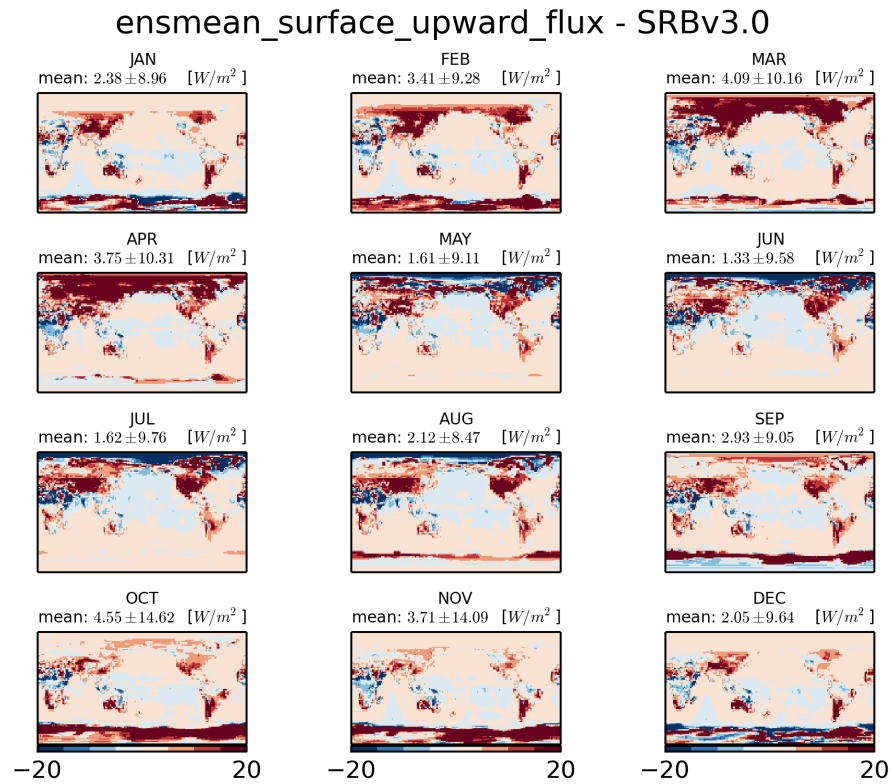 ensmean_surface_upward_flux - SRBv3.0
JAN FEB MAR
mean: 2.38±8.96 [W/m²] mean: 3.41±9.28 [W/m²] mean: 4.09±10.16 [W/m²]
APR MAY JUN
mean: 3.75±10.31 [W/m²] mean: 1.61±9.11 [W/m²] mean: 1.33±9.58 [W/m²]
JUL AUG SEP
mean: 1.62±9.76 [W/m²] mean: 2.12±8.47 [W/m²] mean: 2.93±9.05 [W/m²]
OCT NOV DEC
mean: 4.55±14.62 [W/m²] mean: 3.71±14.09 [W/m²] mean: 2.05±9.64 [W/m²]
−20 20 −20 20 −20 20